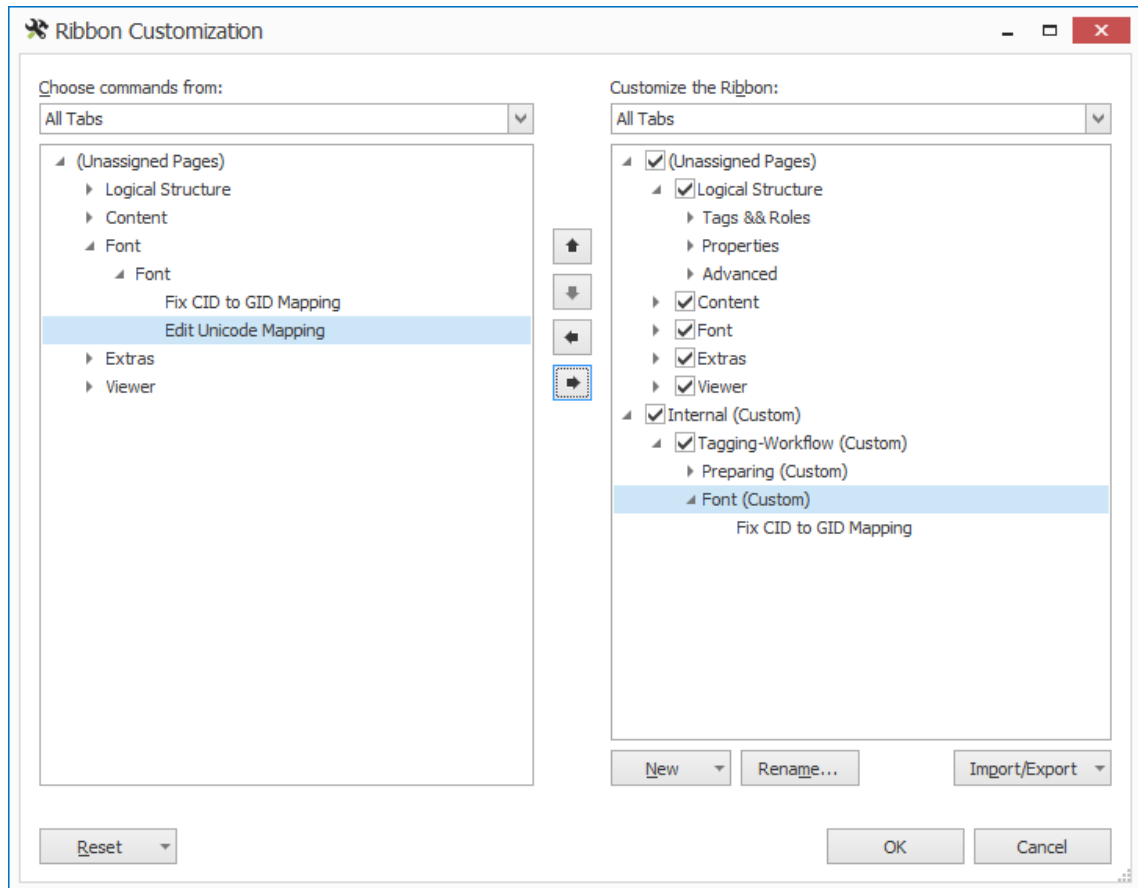 Ribbon Customization
Choose commands from:
All Tabs
(Unassigned Pages)
Logical Structure
Content
Font
Font
Fix CID to GID Mapping
Edit Unicode Mapping
Extras
Viewer
Customize the Ribbon:
All Tabs
(Unassigned Pages)
Logical Structure
Tags && Roles
Properties
Advanced
Content
Font
Extras
Viewer
Internal (Custom)
Tagging-Workflow (Custom)
Preparing (Custom)
Font (Custom)
Fix CID to GID Mapping
New
Rename...
Import/Export
Reset
OK
Cancel